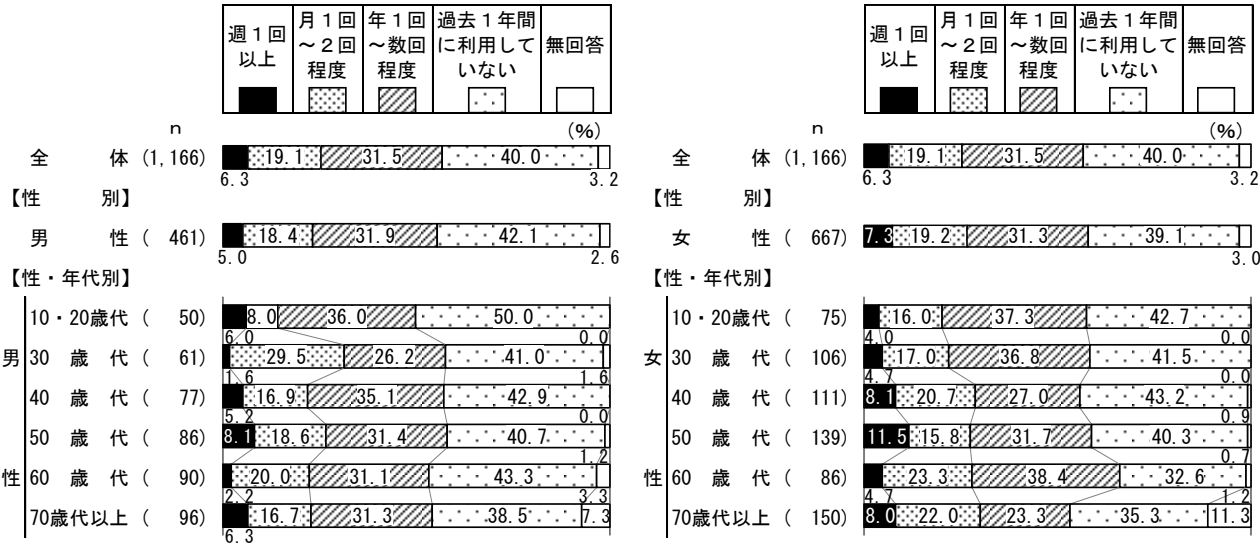 週１回以上 月１回～２回程度 年１回～数回程度 過去１年間に利用していない 無回答
n (%)
全体 (1,166) 6.3 19.1 31.5 40.0 3.2
【性別】
男性 ( 461) 5.0 18.4 31.9 42.1 2.6
【性・年代別】
男性
10・20歳代 ( 50) 6.0 8.0 36.0 50.0 0.0
30歳代 ( 61) 1.6 29.5 26.2 41.0 1.6
40歳代 ( 77) 5.2 16.9 35.1 42.9 0.0
50歳代 ( 86) 8.1 18.6 31.4 40.7 1.2
60歳代 ( 90) 2.2 20.0 31.1 43.3 3.3
70歳代以上 ( 96) 6.3 16.7 31.3 38.5 7.3
週１回以上 月１回～２回程度 年１回～数回程度 過去１年間に利用していない 無回答
n (%)
全体 (1,166) 6.3 19.1 31.5 40.0 3.2
【性別】
女性 ( 667) 7.3 19.2 31.3 39.1 3.0
【性・年代別】
女性
10・20歳代 ( 75) 4.0 16.0 37.3 42.7 0.0
30歳代 ( 106) 4.7 17.0 36.8 41.5 0.0
40歳代 ( 111) 8.1 20.7 27.0 43.2 0.9
50歳代 ( 139) 11.5 15.8 31.7 40.3 0.7
60歳代 ( 86) 4.7 23.3 38.4 32.6 1.2
70歳代以上 ( 150) 8.0 22.0 23.3 35.3 11.3